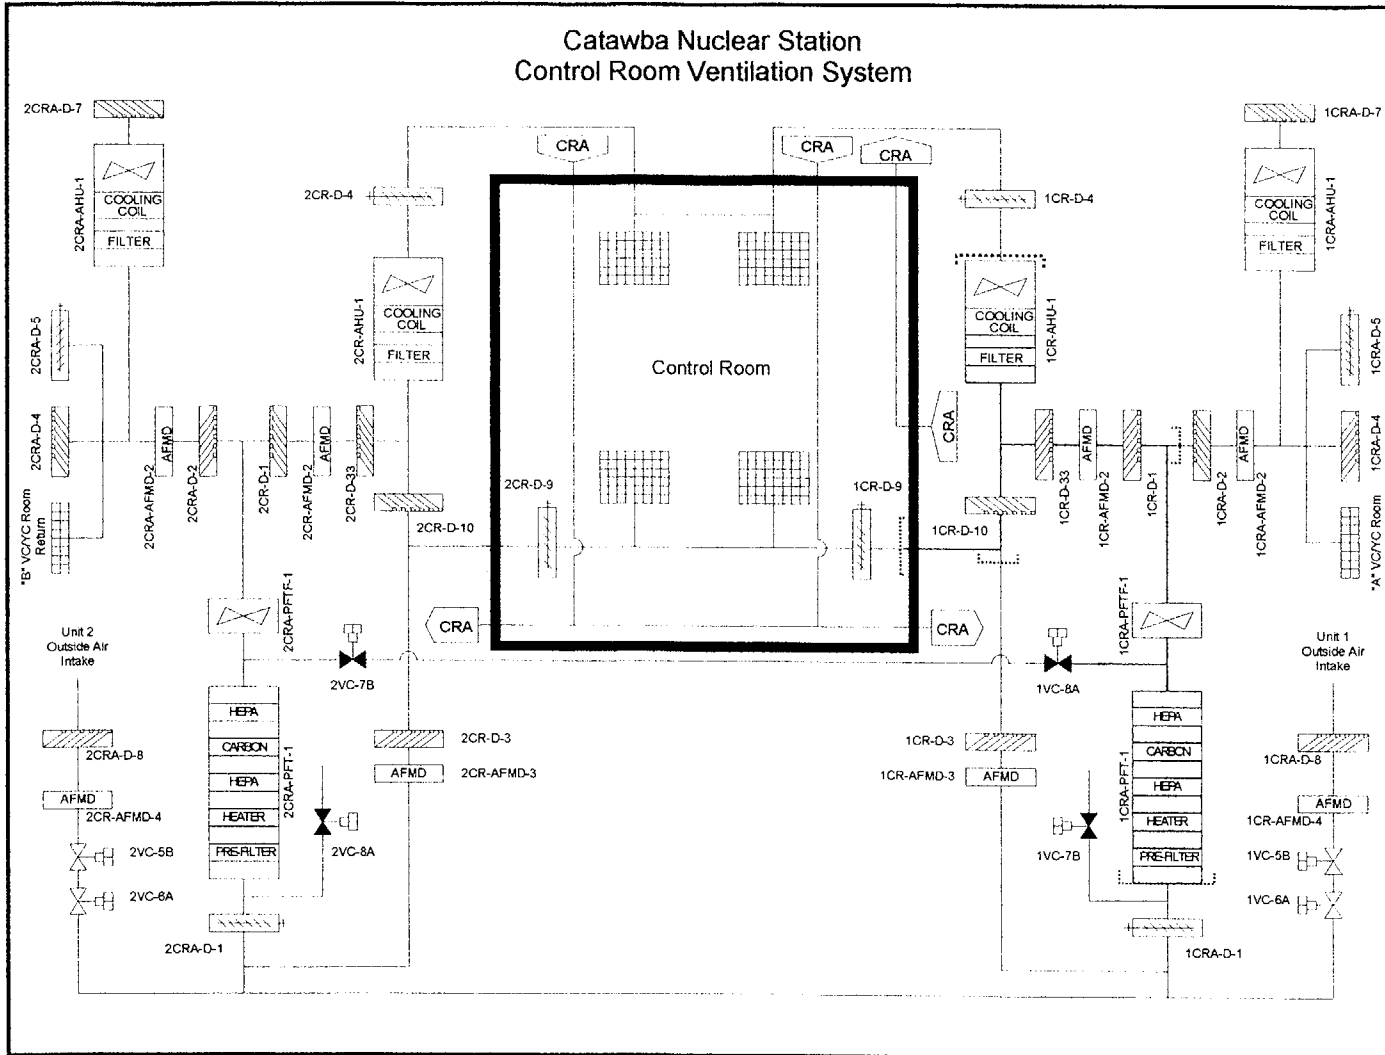 Catawba Nuclear Station
Control Room Ventilation System
2CRA-D-7
2CRA-AHU-1
COOLING
COIL
FILTER
2CRA-D-5
2CRA-D-4
"B" VC/YC Room
Return
AFMD
2CRA-AFMD-2
2CRA-D-2
2CR-D-1
AFMD
2CR-AFMD-2
2CR-D-33
2CR-D-4
2CR-AHU-1
COOLING
COIL
FILTER
2CR-D-10
CRA
CRA
CRA
Control Room
2CR-D-9
1CR-D-9
CRA
CRA
CRA
1CR-D-4
1CR-AHU-1
COOLING
COIL
FILTER
1CR-D-10
1CR-D-33
AFMD
1CR-AFMD-2
1CR-D-1
1CRA-D-2
AFMD
1CRA-AFMD-2
1CRA-D-7
1CRA-AHU-1
COOLING
COIL
FILTER
1CRA-D-5
1CRA-D-4
"A" VC/YC Room
Unit 2
Outside Air
Intake
2CRA-D-8
AFMD
2CR-AFMD-4
2VC-5B
2VC-6A
2CRA-PFTF-1
2VC-7B
HEPA
CARBON
HEPA
HEATER
PRE-FILTER
2CRA-PFT-1
2VC-8A
2CRA-D-1
2CR-D-3
AFMD
2CR-AFMD-3
1CR-D-3
1CR-AFMD-3
AFMD
1VC-8A
1CRA-PFTF-1
1CRA-PFT-1
HEPA
CARBON
HEPA
HEATER
PRE-FILTER
1VC-7B
1CRA-D-1
Unit 1
Outside Air
Intake
1CRA-D-8
AFMD
1CR-AFMD-4
1VC-5B
1VC-6A